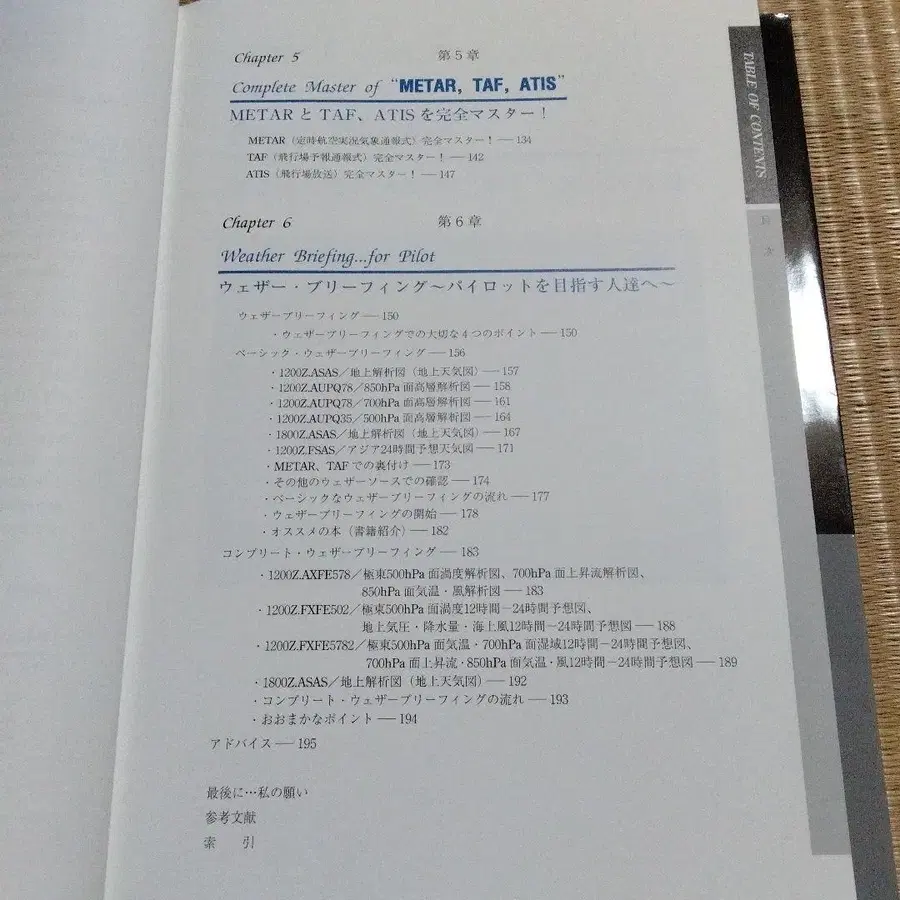 Chapter 5 第5章
Complete Master of "METAR, TAF, ATIS"
METARとTAF、ATISを完全マスター！
METAR（定時航空実況気象通報式）完全マスター！ ― 134
TAF（飛行場予報通報式）完全マスター！ ― 142
ATIS（飛行場放送）完全マスター！ ― 147
Chapter 6 第6章
Weather Briefing...for Pilot
ウェザー・ブリーフィング～パイロットを目指す人達へ～
ウェザーブリーフィング ― 150
・ウェザーブリーフィングでの大切な4つのポイント ― 150
ベーシック・ウェザーブリーフィング ― 156
・1200Z.ASAS／地上解析図（地上天気図） ― 157
・1200Z.AUPQ78／850hPa面高層解析図 ― 158
・1200Z.AUPQ78／700hPa面高層解析図 ― 161
・1200Z.AUPQ35／500hPa面高層解析図 ― 164
・1800Z.ASAS／地上解析図（地上天気図） ― 167
・1200Z.FSAS／アジア24時間予想天気図 ― 171
・METAR、TAFでの裏付け ― 173
・その他のウェザーソースでの確認 ― 174
・ベーシックなウェザーブリーフィングの流れ ― 177
・ウェザーブリーフィングの開始 ― 178
・オススメの本（書籍紹介） ― 182
コンプリート・ウェザーブリーフィング ― 183
・1200Z.AXFE578／極東500hPa面渦度解析図、700hPa面上昇流解析図、
850hPa面気温・風解析図 ― 183
・1200Z.FXFE502／極東500hPa面渦度12時間－24時間予想図、
地上気圧・降水量・海上風12時間－24時間予想図 ― 188
・1200Z.FXFE5782／極東500hPa面気温・700hPa面湿域12時間－24時間予想図、
700hPa面上昇流・850hPa面気温・風12時間－24時間予想図 ― 189
・1800Z.ASAS／地上解析図（地上天気図） ― 192
・コンプリート・ウェザーブリーフィングの流れ ― 193
・おおまかなポイント ― 194
アドバイス ― 195
最後に…私の願い
参考文献
索 引
TABLE OF CONTENTS
目 次